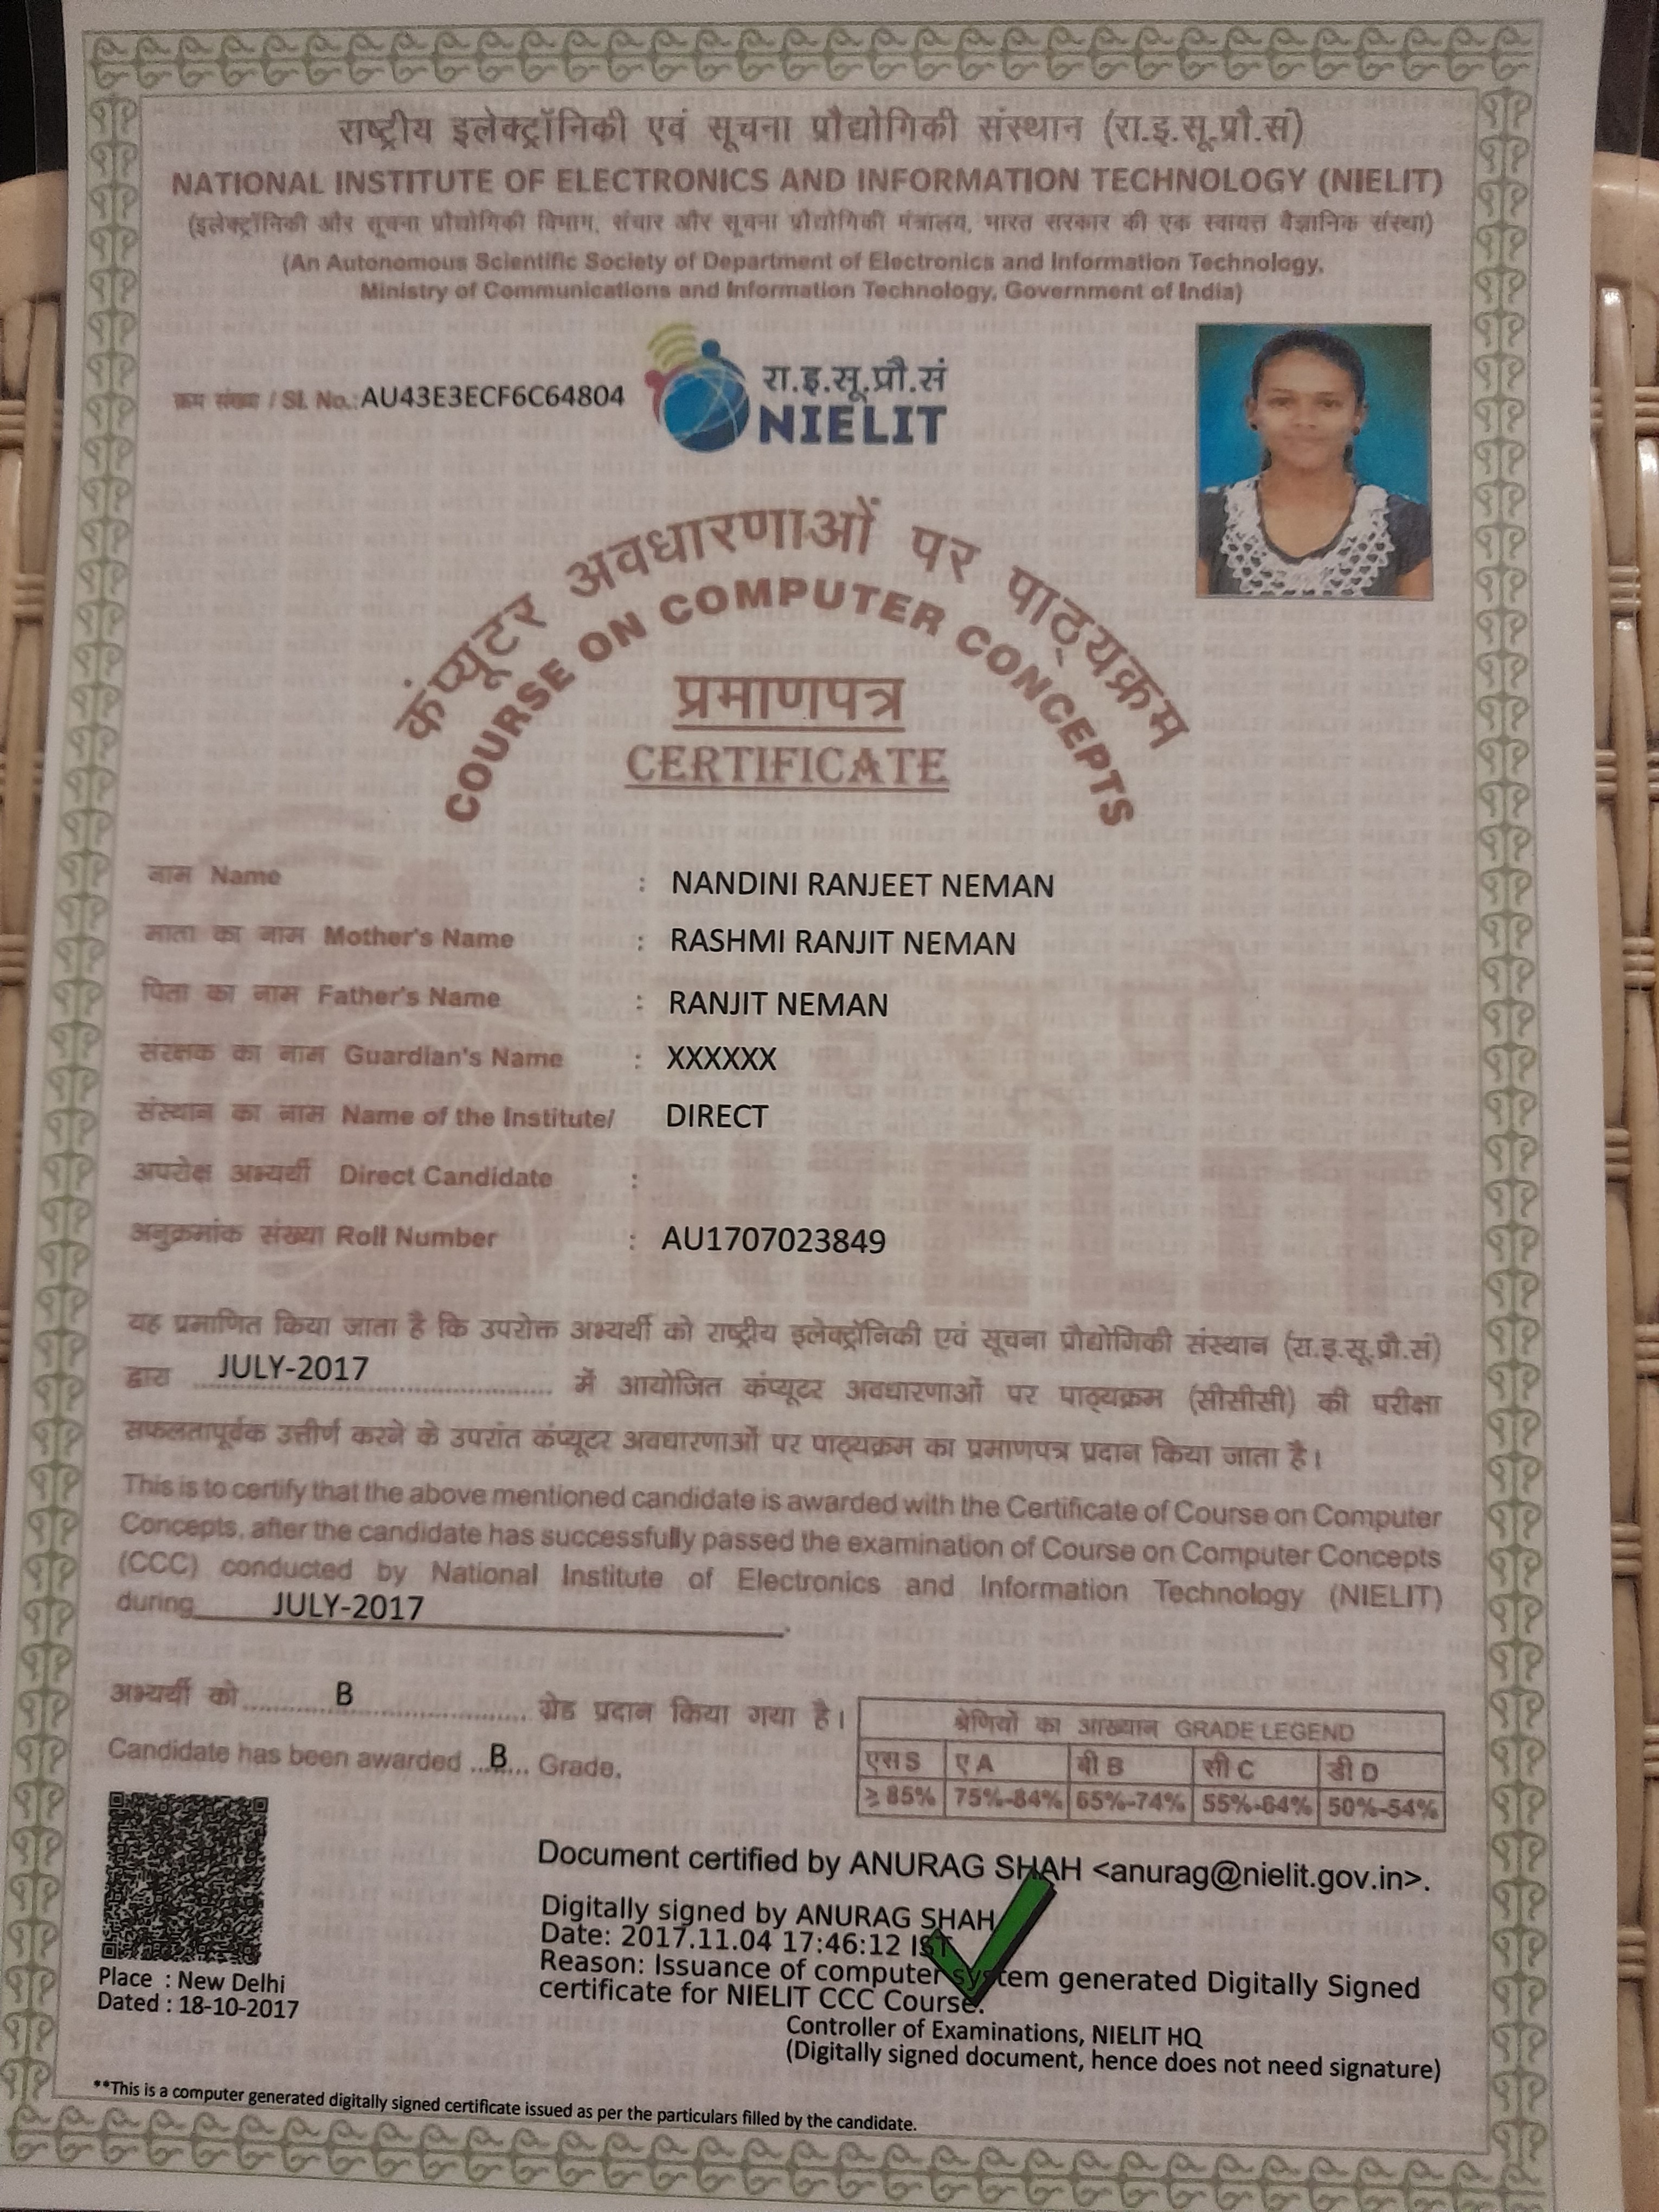 राष्ट्रीय इलेक्ट्रॉनिकी एवं सूचना प्रौद्योगिकी संस्थान (रा.इ.सू.प्रौ.सं)
NATIONAL INSTITUTE OF ELECTRONICS AND INFORMATION TECHNOLOGY (NIELIT)
(इलेक्ट्रॉनिकी और सूचना प्रौद्योगिकी विभाग, संचार और सूचना प्रौद्योगिकी मंत्रालय, भारत सरकार की एक स्वायत्त वैज्ञानिक संस्था)
(An Autonomous Scientific Society of Department of Electronics and Information Technology,
Ministry of Communications and Information Technology, Government of India)
क्रम संख्या / Sl. No.: AU43E3ECF6C64804
रा.इ.सू.प्रौ.सं
NIELIT
कंप्यूटर अवधारणाओं पर पाठ्यक्रम
COURSE ON COMPUTER CONCEPTS
प्रमाणपत्र
CERTIFICATE
नाम Name : NANDINI RANJEET NEMAN
माता का नाम Mother's Name : RASHMI RANJIT NEMAN
पिता का नाम Father's Name : RANJIT NEMAN
संरक्षक का नाम Guardian's Name : XXXXXX
संस्थान का नाम Name of the Institute/ DIRECT
अपरोक्ष अभ्यर्थी Direct Candidate :
अनुक्रमांक संख्या Roll Number : AU1707023849
यह प्रमाणित किया जाता है कि उपरोक्त अभ्यर्थी को राष्ट्रीय इलेक्ट्रॉनिकी एवं सूचना प्रौद्योगिकी संस्थान (रा.इ.सू.प्रौ.सं)
द्वारा JULY-2017 में आयोजित कंप्यूटर अवधारणाओं पर पाठ्यक्रम (सीसीसी) की परीक्षा
सफलतापूर्वक उत्तीर्ण करने के उपरांत कंप्यूटर अवधारणाओं पर पाठ्यक्रम का प्रमाणपत्र प्रदान किया जाता है।
This is to certify that the above mentioned candidate is awarded with the Certificate of Course on Computer
Concepts, after the candidate has successfully passed the examination of Course on Computer Concepts
(CCC) conducted by National Institute of Electronics and Information Technology (NIELIT)
during JULY-2017.
अभ्यर्थी को B ग्रेड प्रदान किया गया है।
Candidate has been awarded ...B... Grade.
श्रेणियों का आख्यान GRADE LEGEND
एस S ए A बी B सी C डी D
≥ 85% 75%-84% 65%-74% 55%-64% 50%-54%
Document certified by ANURAG SHAH <anurag@nielit.gov.in>.
Digitally signed by ANURAG SHAH
Date: 2017.11.04 17:46:12 IST
Reason: Issuance of computer system generated Digitally Signed
certificate for NIELIT CCC Course.
Place : New Delhi
Dated : 18-10-2017
Controller of Examinations, NIELIT HQ
(Digitally signed document, hence does not need signature)
**This is a computer generated digitally signed certificate issued as per the particulars filled by the candidate.